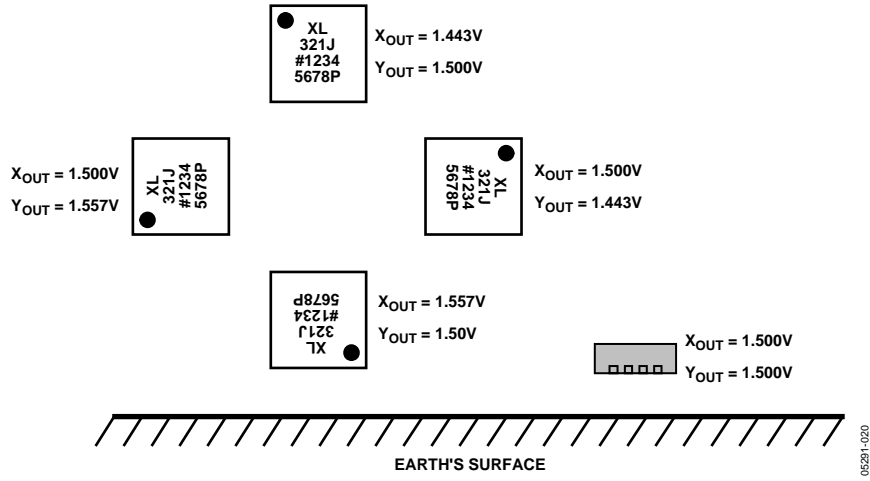 XL
321J
#1234
5678P
XOUT = 1.443V
YOUT = 1.500V
XOUT = 1.500V
YOUT = 1.557V
XL
321J
#1234
5678P
XL
321J
#1234
5678P
XOUT = 1.500V
YOUT = 1.443V
XL
321J
#1234
5678P
XOUT = 1.557V
YOUT = 1.50V
XOUT = 1.500V
YOUT = 1.500V
EARTH'S SURFACE
05291-020